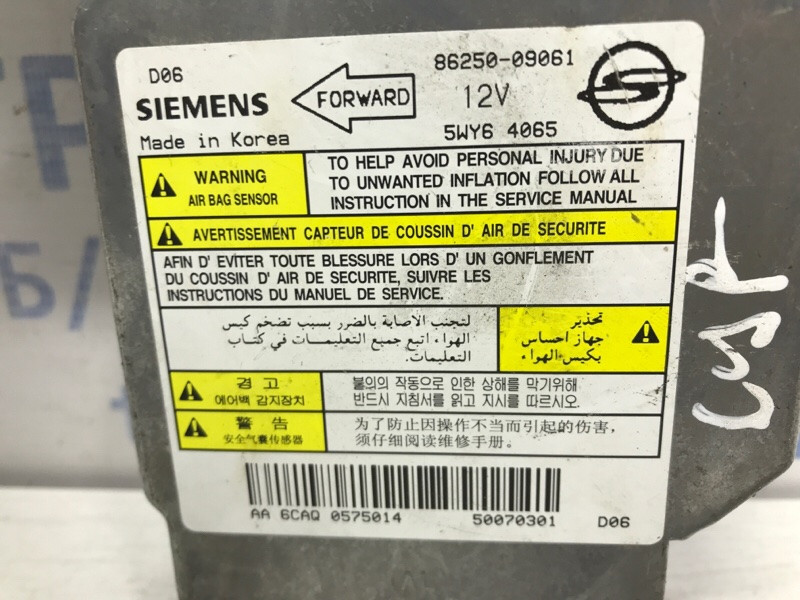 D06
86250-09061
SIEMENS
FORWARD
12V
Made in Korea
5WY6 4065
WARNING
AIR BAG SENSOR
TO HELP AVOID PERSONAL INJURY DUE
TO UNWANTED INFLATION FOLLOW ALL
INSTRUCTION IN THE SERVICE MANUAL
AVERTISSEMENT CAPTEUR DE COUSSIN D' AIR DE SECURITE
AFIN D' EVITER TOUTE BLESSURE LORS D' UN GONFLEMENT
DU COUSSIN D' AIR DE SECURITE, SUIVRE LES
INSTRUCTIONS DU MANUEL DE SERVICE.
تحذير
جهاز احساس
بكيس الهواء
لتجنب الاصابة بالضرر بسبب تضخم كيس
الهواء اتبع جميع التعليمات في كتاب
التعليمات.
경 고
에어백 감지장치
불의의 작동으로 인한 상해를 막기위해
반드시 지침서를 읽고 지시를 따르시오.
警 告
安全气囊传感器
为了防止因操作不当而引起的伤害,
须仔细阅读维修手册。
AA 6CAQ 0575014
50070301
D06